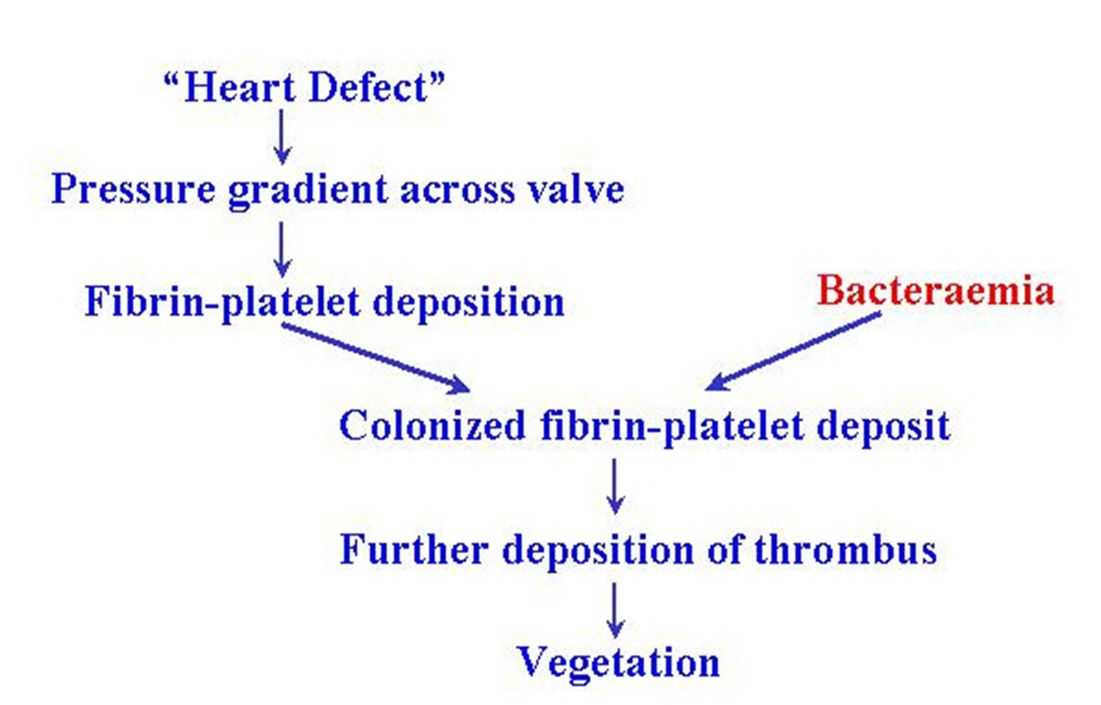 “Heart Defect”
Pressure gradient across valve
Fibrin-platelet deposition
Bacteraemia
Colonized fibrin-platelet deposit
Further deposition of thrombus
Vegetation